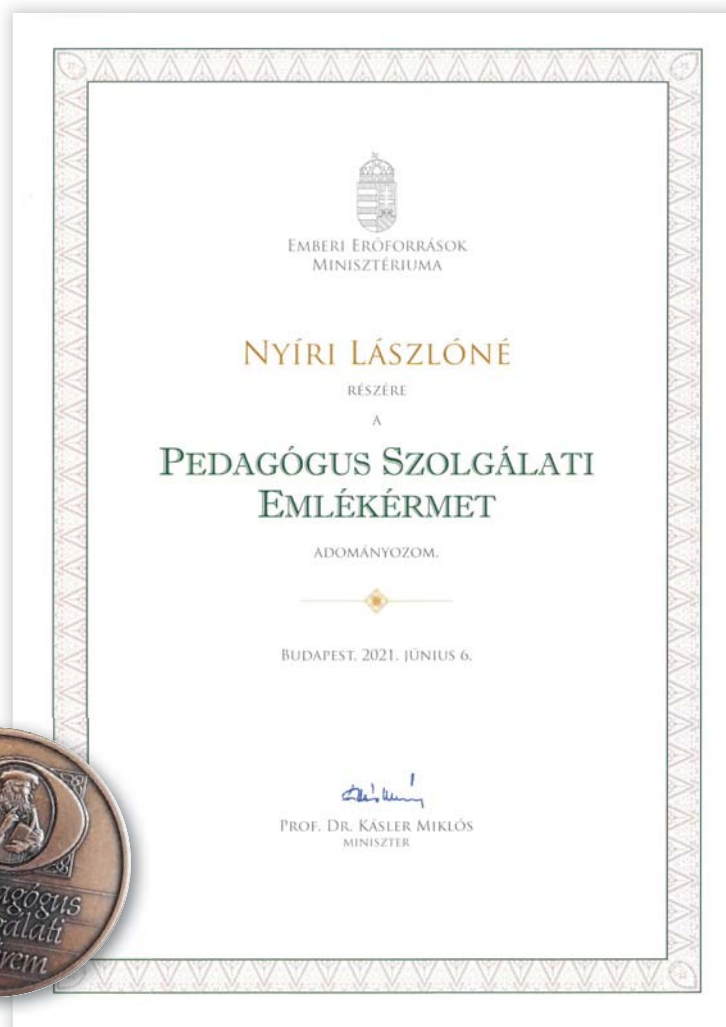 EMBERI ERŐFORRÁSOK
MINISZTÉRIUMA
NYÍRI LÁSZLÓNÉ
RÉSZÉRE
A
PEDAGÓGUS SZOLGÁLATI
EMLÉKÉRMET
ADOMÁNYOZOM.
BUDAPEST, 2021. JÚNIUS 6.
PROF. DR. KÁSLER MIKLÓS
MINISZTER